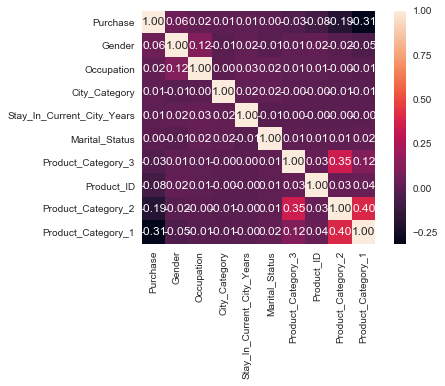 Purchase 1.00 0.06 0.02 0.01 0.01 0.00 -0.03 -0.08 -0.19 -0.31
Gender 0.06 1.00 0.12 -0.01 0.02 -0.01 0.01 0.02 -0.02 -0.05
Occupation 0.02 0.12 1.00 0.00 0.03 0.02 0.01 0.01 -0.00 -0.01
City_Category 0.01 -0.01 0.00 1.00 0.02 0.02 -0.00 -0.00 -0.01 -0.01
Stay_In_Current_City_Years 0.01 0.02 0.03 0.02 1.00 -0.01 -0.00 -0.00 -0.00 -0.00
Marital_Status 0.00 -0.01 0.02 0.02 -0.01 1.00 0.01 0.01 0.01 0.02
Product_Category_3 -0.03 0.01 0.01 -0.00 -0.00 0.01 1.00 0.03 0.35 0.12
Product_ID -0.08 0.02 0.01 -0.00 -0.00 0.01 0.03 1.00 0.03 0.04
Product_Category_2 -0.19 -0.02 -0.00 -0.01 -0.00 0.01 0.35 0.03 1.00 0.40
Product_Category_1 -0.31 -0.05 -0.01 -0.01 -0.00 0.02 0.12 0.04 0.40 1.00
Purchase
Gender
Occupation
City_Category
Stay_In_Current_City_Years
Marital_Status
Product_Category_3
Product_ID
Product_Category_2
Product_Category_1
1.00
0.75
0.50
0.25
0.00
−0.25